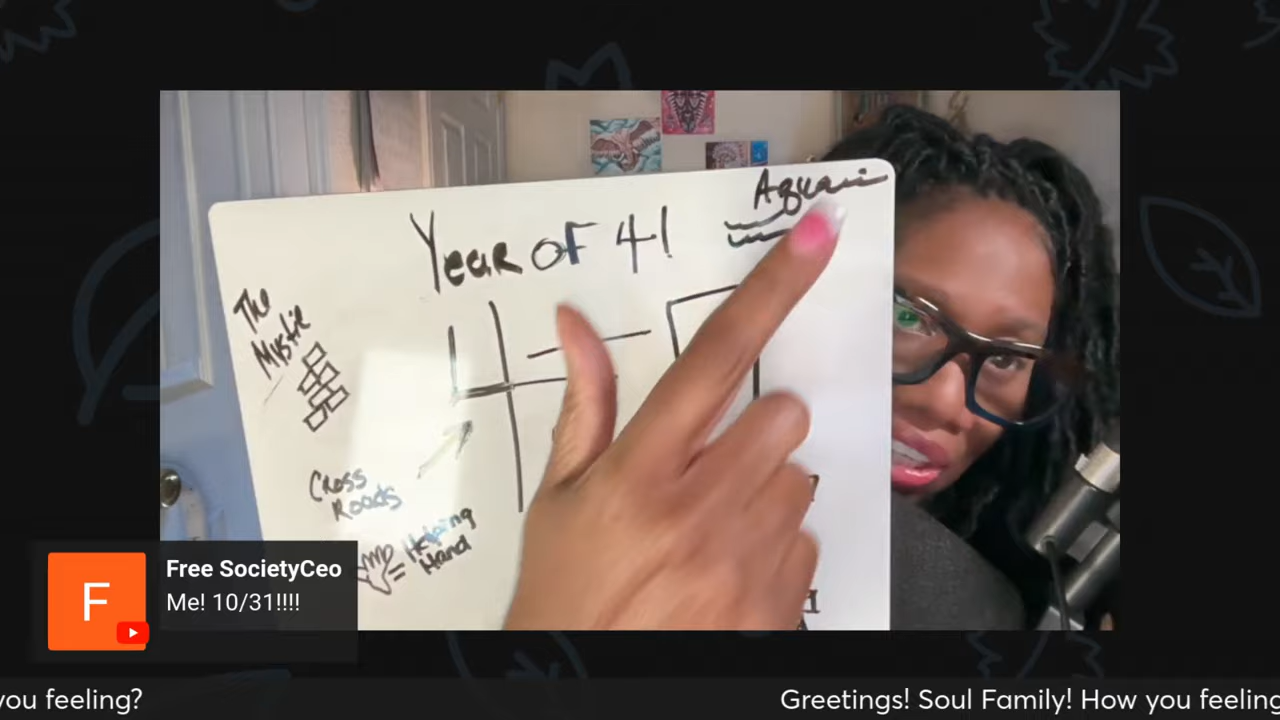 Year of 41
The
Mystic
Cross
Roads
Helping
Hand
F
Free SocietyCeo
Me! 10/31!!!!
you feeling?
Greetings! Soul Family! How you feeling